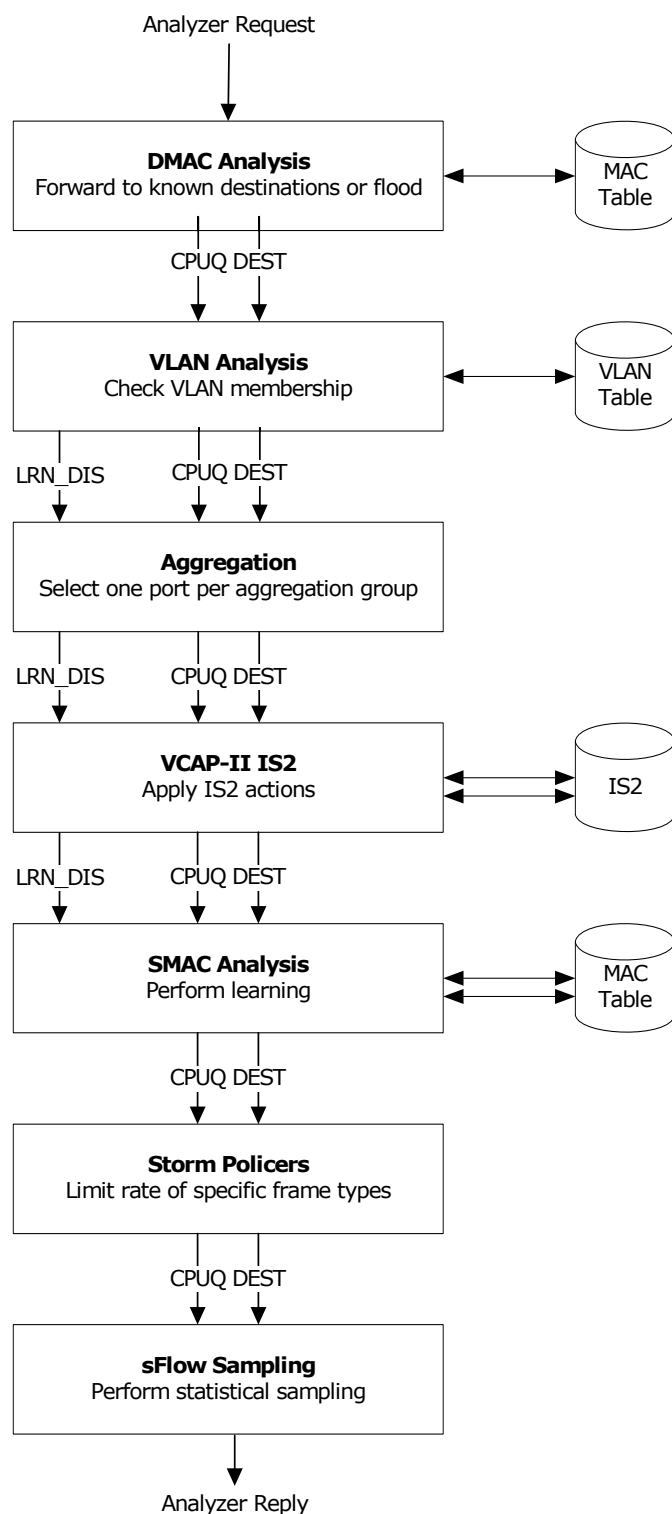 Analyzer Request
DMAC Analysis
Forward to known destinations or flood
MAC
Table
CPUQ DEST
VLAN Analysis
Check VLAN membership
VLAN
Table
LRN_DIS
CPUQ DEST
Aggregation
Select one port per aggregation group
LRN_DIS
CPUQ DEST
VCAP-II IS2
Apply IS2 actions
IS2
LRN_DIS
CPUQ DEST
SMAC Analysis
Perform learning
MAC
Table
CPUQ DEST
Storm Policers
Limit rate of specific frame types
CPUQ DEST
sFlow Sampling
Perform statistical sampling
Analyzer Reply